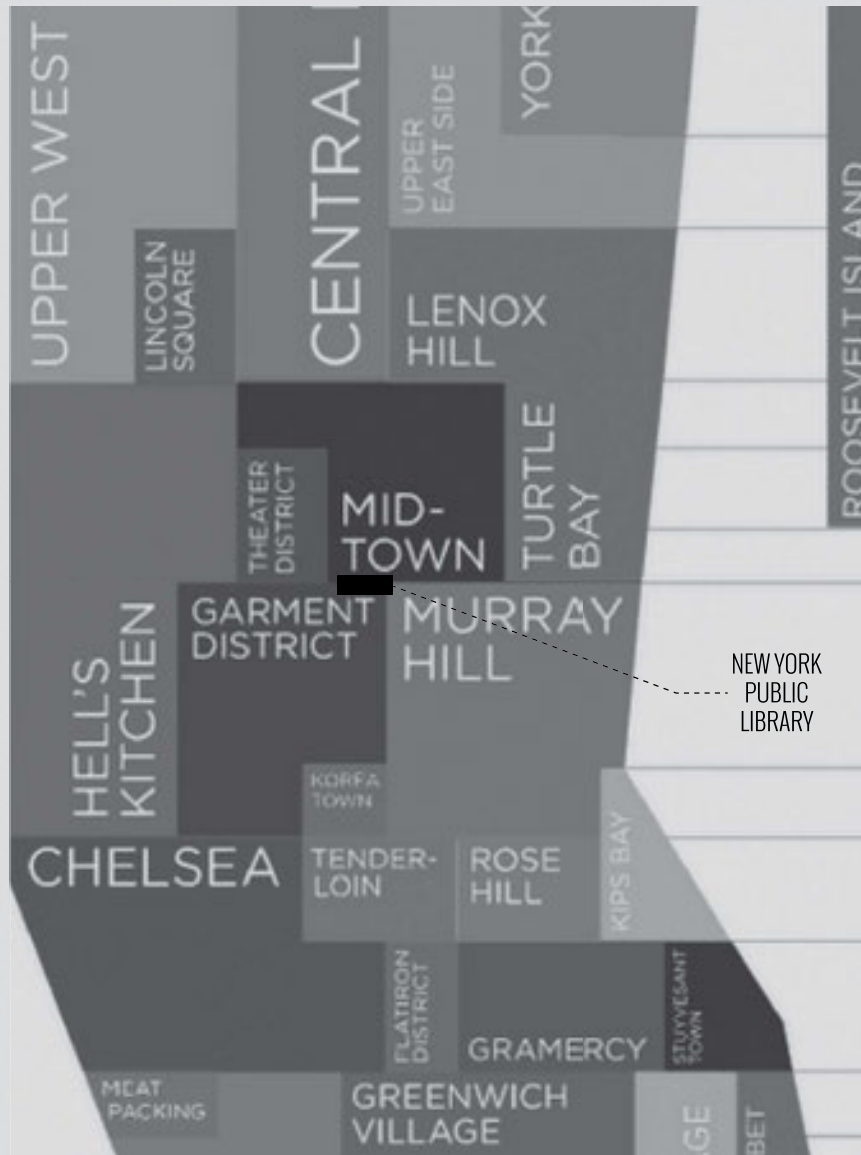 UPPER WEST
CENTRAL
UPPER
EAST SIDE
YORK
LINCOLN
SQUARE
LENOX
HILL
ROOSEVELT ISLAND
THEATER
DISTRICT
MID-
TOWN
TURTLE
BAY
HELL'S
KITCHEN
GARMENT
DISTRICT
MURRAY
HILL
NEW YORK
PUBLIC
LIBRARY
KOREA
TOWN
CHELSEA
TENDER-
LOIN
ROSE
HILL
KIPS BAY
FLATIRON
DISTRICT
GRAMERCY
STUYVESANT
TOWN
MEAT
PACKING
GREENWICH
VILLAGE
GE
BET